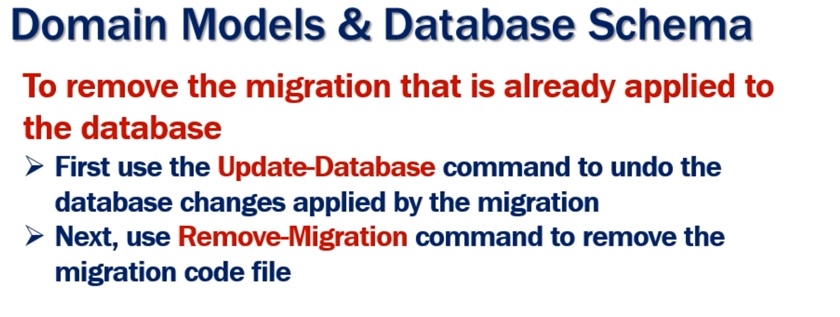 Domain Models & Database Schema
To remove the migration that is already applied to
the database
➢ First use the Update-Database command to undo the
database changes applied by the migration
➢ Next, use Remove-Migration command to remove the
migration code file